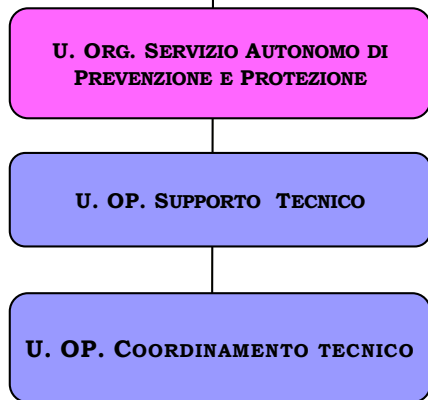 U. Org. Servizio Autonomo di
Prevenzione e Protezione
U. OP. Supporto Tecnico
U. OP. Coordinamento tecnico